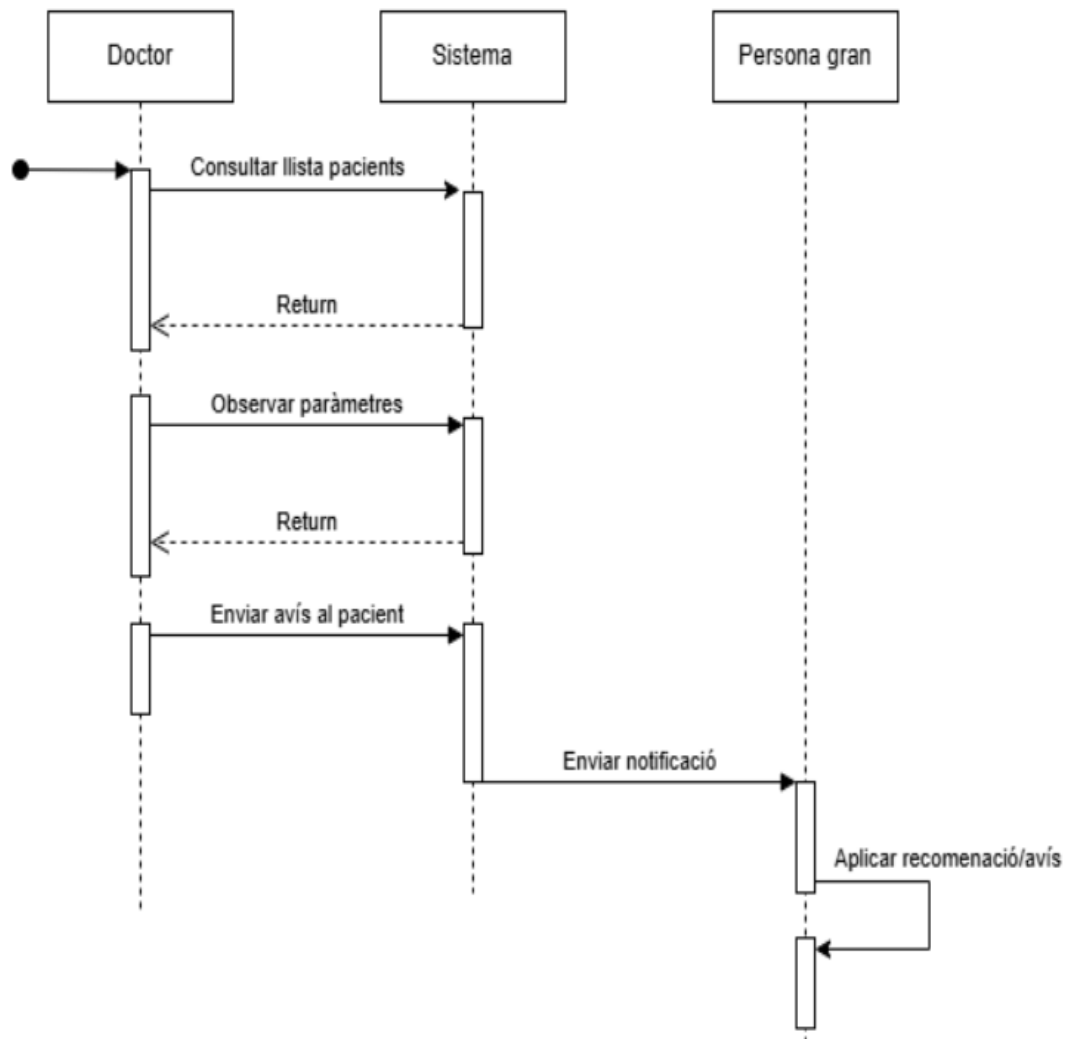 Doctor
Sistema
Persona gran
Consultar llista pacients
Return
Observar paràmetres
Return
Enviar avís al pacient
Enviar notificació
Aplicar recomenació/avís